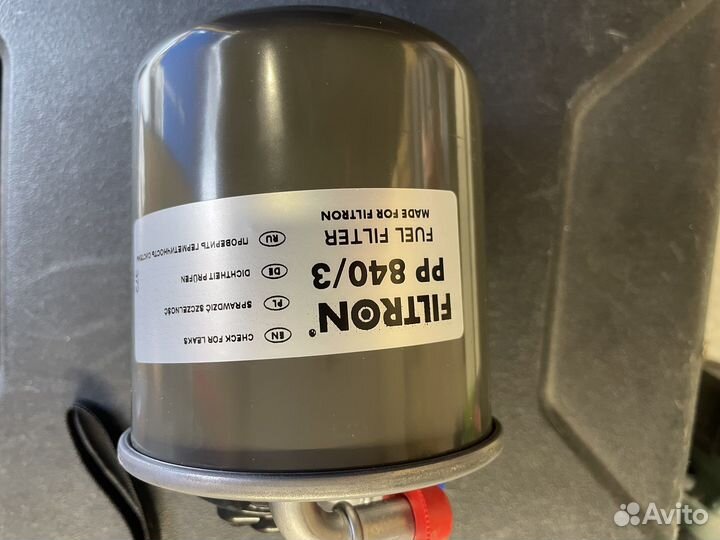 FILTRON®
PP 840/3
FUEL FILTER
MADE FOR FILTRON
EN CHECK FOR LEAKS
PL SPRAWDZIĆ SZCZELNOŚĆ
DE DICHTHEIT PRÜFEN
RU ПРОВЕРИТЬ ГЕРМЕТИЧНОСТЬ
Avito